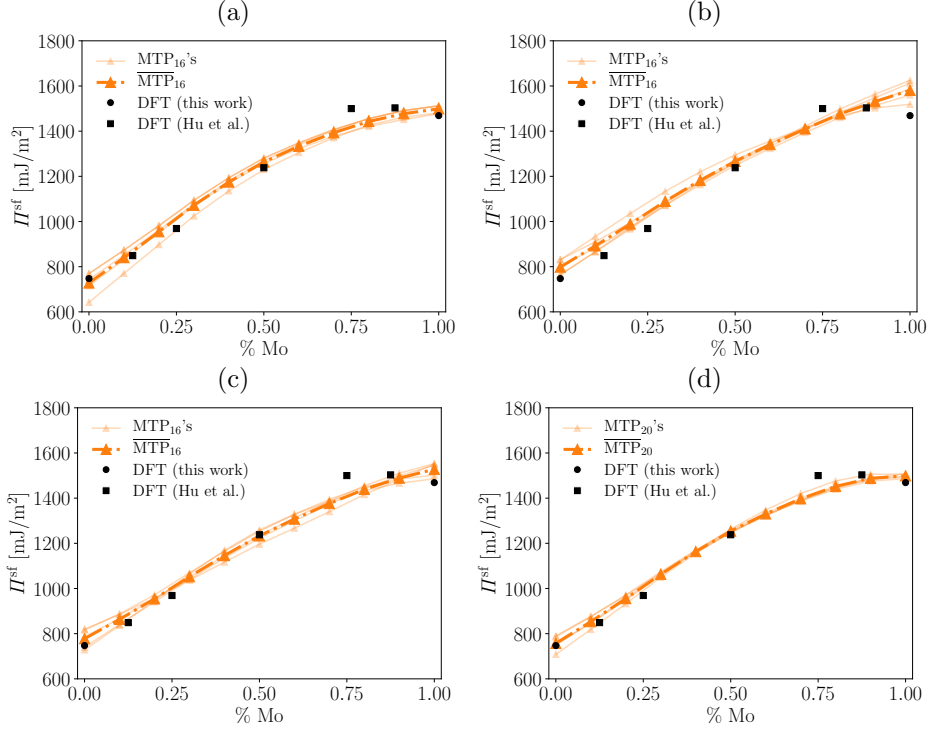 (a)
1800
1600
1400
1200
1000
800
600
Π^sf [mJ/m²]
MTP₁₆'s
M̅T̅P̅₁₆
DFT (this work)
DFT (Hu et al.)
0.00 0.25 0.50 0.75 1.00
% Mo
(b)
1800
1600
1400
1200
1000
800
600
Π^sf [mJ/m²]
MTP₁₆'s
M̅T̅P̅₁₆
DFT (this work)
DFT (Hu et al.)
0.00 0.25 0.50 0.75 1.00
% Mo
(c)
1800
1600
1400
1200
1000
800
600
Π^sf [mJ/m²]
MTP₁₆'s
M̅T̅P̅₁₆
DFT (this work)
DFT (Hu et al.)
0.00 0.25 0.50 0.75 1.00
% Mo
(d)
1800
1600
1400
1200
1000
800
600
Π^sf [mJ/m²]
MTP₂₀'s
M̅T̅P̅₂₀
DFT (this work)
DFT (Hu et al.)
0.00 0.25 0.50 0.75 1.00
% Mo